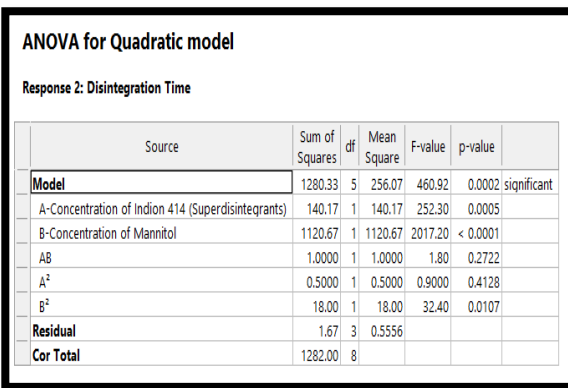 ANOVA for Quadratic model
Response 2: Disintegration Time
Source Sum of Squares df Mean Square F-value p-value
Model 1280.33 5 256.07 460.92 0.0002 significant
A-Concentration of Indion 414 (Superdisintegrants) 140.17 1 140.17 252.30 0.0005
B-Concentration of Mannitol 1120.67 1 1120.67 2017.20 < 0.0001
AB 1.0000 1 1.0000 1.80 0.2722
A² 0.5000 1 0.5000 0.9000 0.4128
B² 18.00 1 18.00 32.40 0.0107
Residual 1.67 3 0.5556
Cor Total 1282.00 8